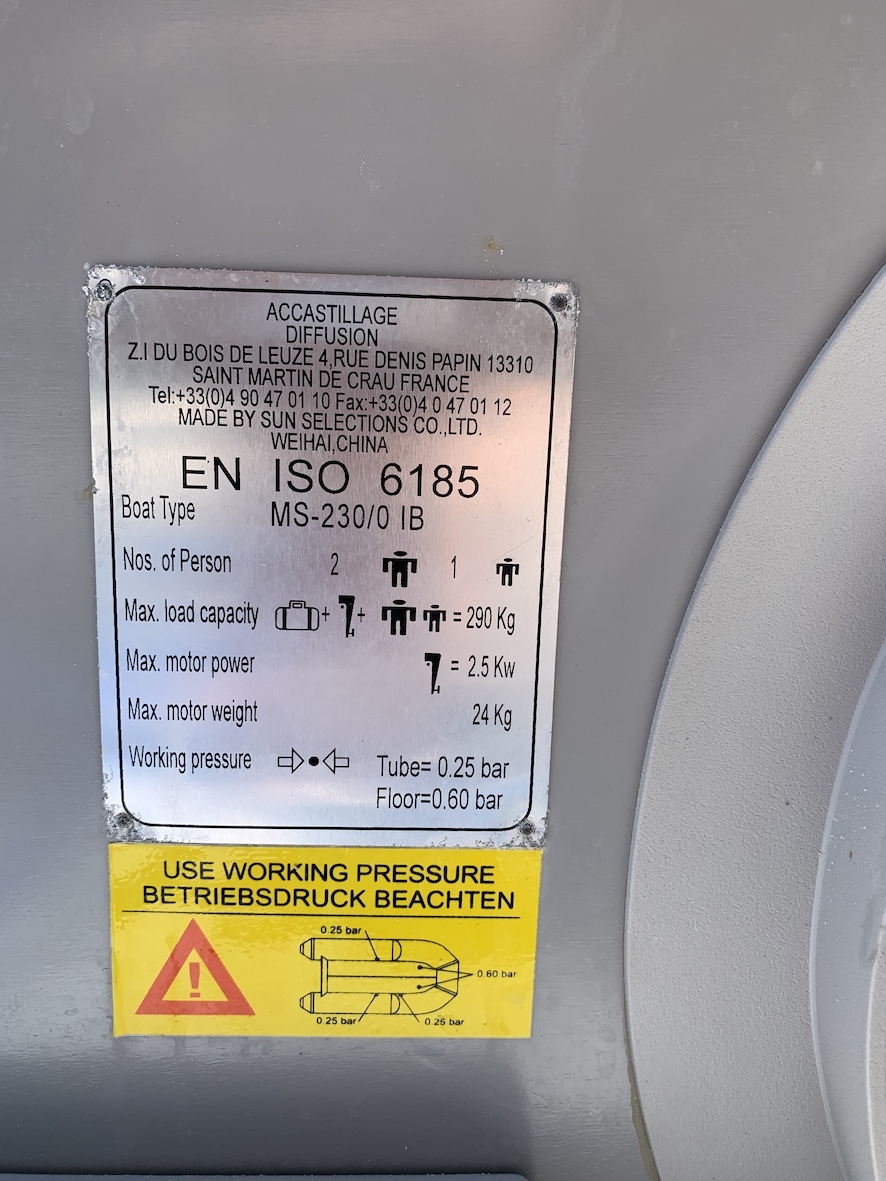 ACCASTILLAGE
DIFFUSION
Z.I DU BOIS DE LEUZE 4,RUE DENIS PAPIN 13310
SAINT MARTIN DE CRAU FRANCE
Tel:+33(0)4 90 47 01 10 Fax:+33(0)4 0 47 01 12
MADE BY SUN SELECTIONS CO.,LTD.
WEIHAI,CHINA
EN ISO 6185
Boat Type MS-230/0 IB
Nos. of Person 2 1
Max. load capacity + + = 290 Kg
Max. motor power = 2.5 Kw
Max. motor weight 24 Kg
Working pressure Tube= 0.25 bar
Floor=0.60 bar
USE WORKING PRESSURE
BETRIEBSDRUCK BEACHTEN
0.25 bar
!
0.60 bar
0.25 bar 0.25 bar